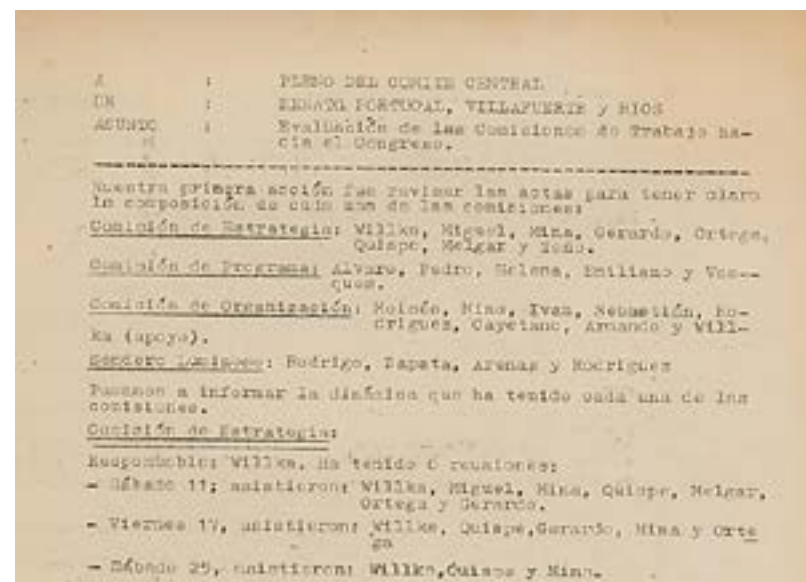 A : PLENO DEL COMITE CENTRAL
DE : RENATO PORTUGAL, VILLAFUERTE y RIOS
ASUNTO : Evaluación de las Comisiones de Trabajo ha-
cia el Congreso.
Nuestra primera acción fue revisar las actas para tener claro
la composición de cada una de las comisiones:
Comisión de Estrategia: Willka, Miguel, Mina, Gerardo, Ortega,
Quispe, Melgar y Toño.
Comisión de Programa: Alvaro, Pedro, Helena, Emiliano y
Comisión de Organización: Moisés, Nino, Ivan, Sebastián, Ro-
drigues, Cayetano, Armando y Will-
ka (apoyo).
Sendero Luminoso: Rodrigo, Zapata, Arenas y Rodrigues
Pasamos a informar la dinámica que ha tenido cada una de las
comisiones.
Comisión de Estrategia:
Responsable: Willka, Ha tenido 6 reuniones:
- Sábado 11; asistieron: Willka, Miguel, Mina, Quispe, Melgar,
Ortega y Gerardo.
- Viernes 17, asistieron: Willka, Quispe,Gerardo, Mina y Orte
ga
- Sábado 25, asistieron: Willka,Quispe y Mina.